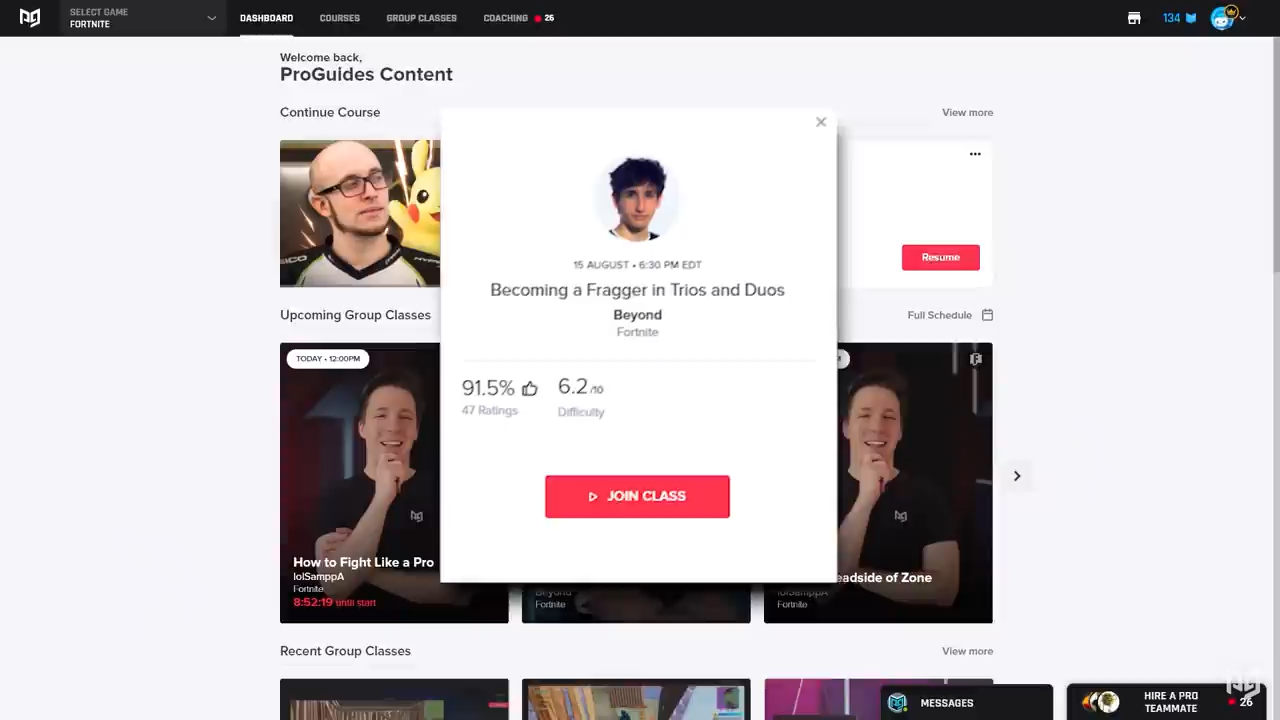 SELECT GAME
FORTNITE
DASHBOARD
COURSES
GROUP CLASSES
COACHING
26
134
Welcome back,
ProGuides Content
Continue Course
View more
Resume
15 AUGUST • 6:30 PM EDT
Becoming a Fragger in Trios and Duos
Beyond
Fortnite
91.5%
47 Ratings
6.2 /10
Difficulty
JOIN CLASS
Upcoming Group Classes
Full Schedule
TODAY • 12:00PM
How to Fight Like a Pro
lolSamppA
Fortnite
8:52:19 until start
Beyond
Fortnite
eadside of Zone
lolSamppA
Fortnite
Recent Group Classes
View more
MESSAGES
HIRE A PRO
TEAMMATE
26